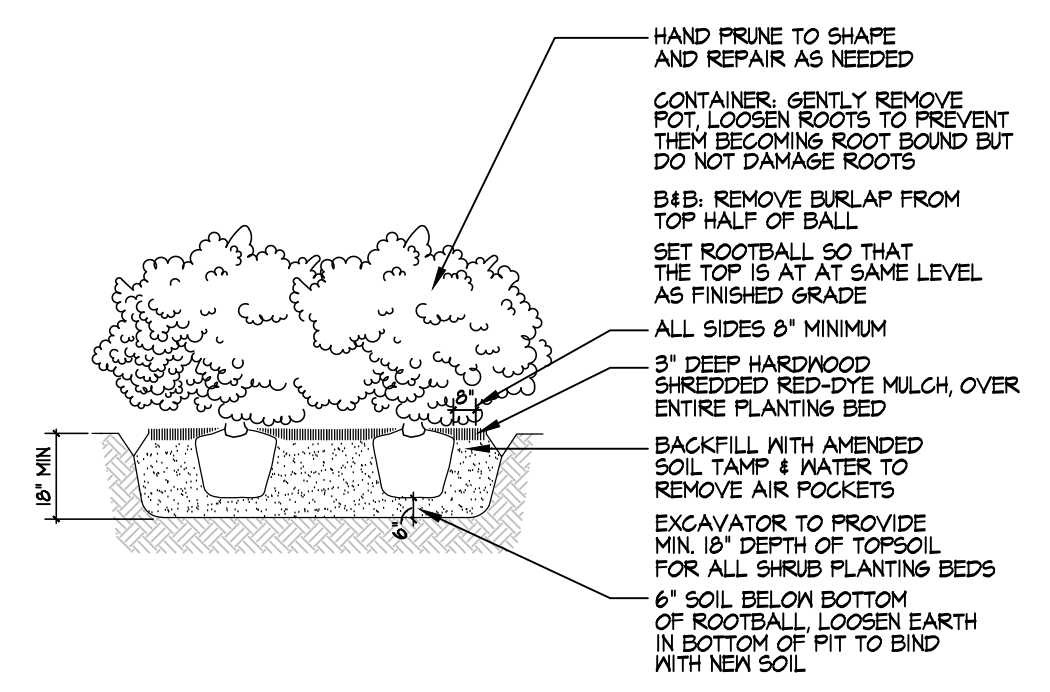 HAND PRUNE TO SHAPE
AND REPAIR AS NEEDED
CONTAINER: GENTLY REMOVE
POT, LOOSEN ROOTS TO PREVENT
THEM BECOMING ROOT BOUND BUT
DO NOT DAMAGE ROOTS
B&B: REMOVE BURLAP FROM
TOP HALF OF BALL
SET ROOTBALL SO THAT
THE TOP IS AT AT SAME LEVEL
AS FINISHED GRADE
ALL SIDES 8" MINIMUM
3" DEEP HARDWOOD
SHREDDED RED-DYE MULCH, OVER
ENTIRE PLANTING BED
BACKFILL WITH AMENDED
SOIL TAMP & WATER TO
REMOVE AIR POCKETS
EXCAVATOR TO PROVIDE
MIN. 18" DEPTH OF TOPSOIL
FOR ALL SHRUB PLANTING BEDS
6" SOIL BELOW BOTTOM
OF ROOTBALL, LOOSEN EARTH
IN BOTTOM OF PIT TO BIND
WITH NEW SOIL
8"
18" MIN
6"